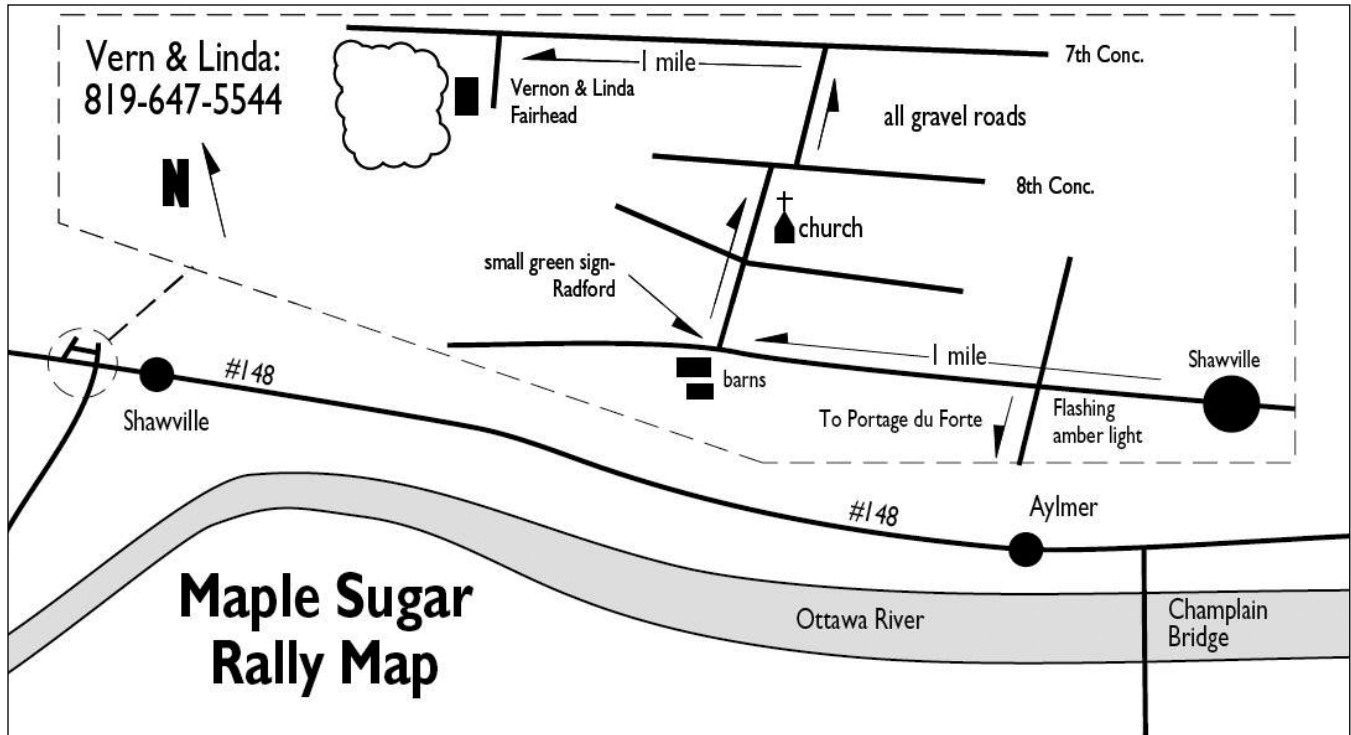 Vern & Linda:
819-647-5544
N
1 mile
7th Conc.
Vernon & Linda
Fairhead
all gravel roads
8th Conc.
church
small green sign-
Radford
1 mile
Shawville
barns
To Portage du Forte
Flashing
amber light
#148
Shawville
#148
Aylmer
Maple Sugar
Rally Map
Ottawa River
Champlain
Bridge